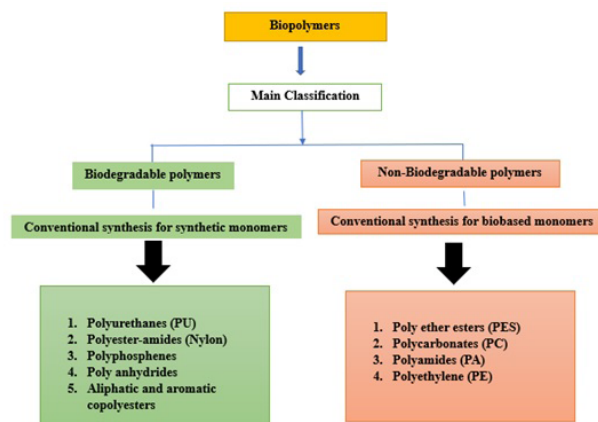 Biopolymers
Main Classification
Biodegradable polymers
Non-Biodegradable polymers
Conventional synthesis for synthetic monomers
Conventional synthesis for biobased monomers
1. Polyurethanes (PU)
2. Polyester-amides (Nylon)
3. Polyphosphenes
4. Poly anhydrides
5. Aliphatic and aromatic
copolyesters
1. Poly ether esters (PES)
2. Polycarbonates (PC)
3. Polyamides (PA)
4. Polyethylene (PE)